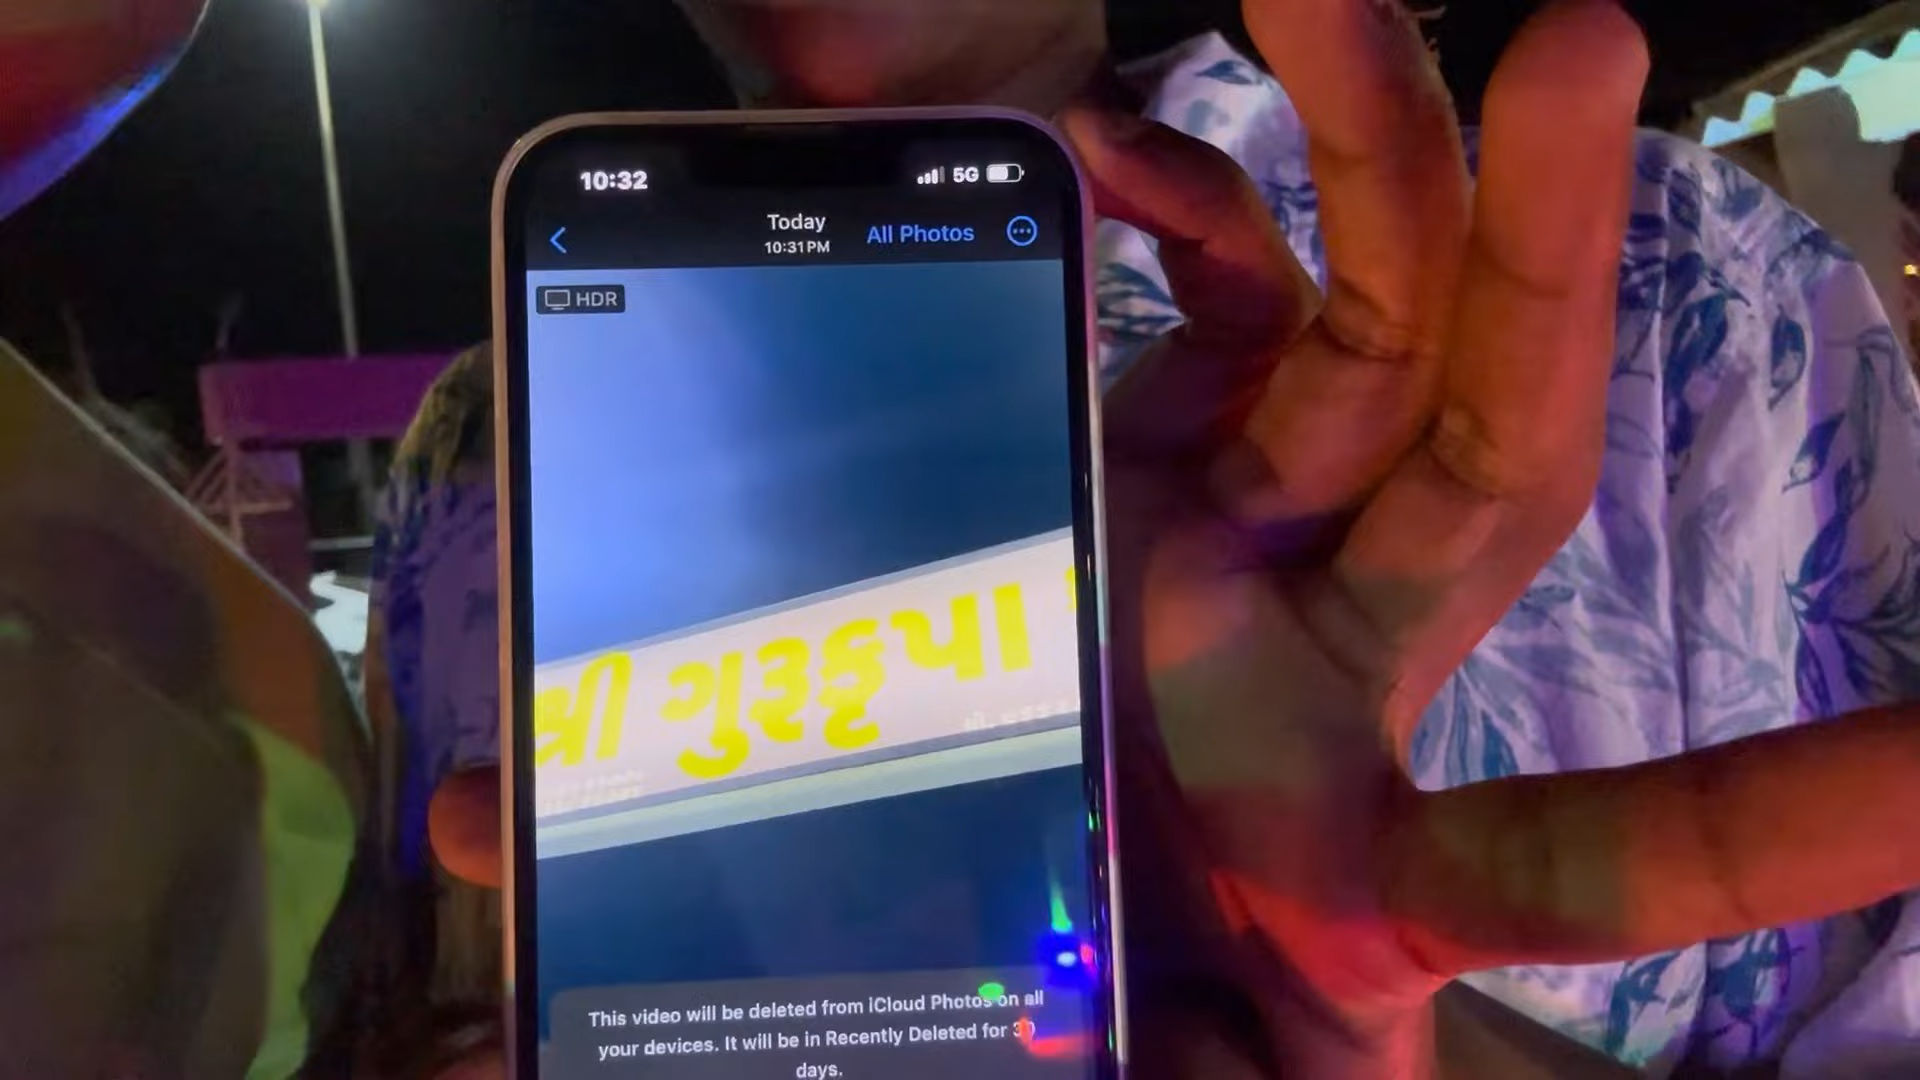 10:32
5G
Today
10:31 PM
All Photos
HDR
શ્રી ગુરૂકૃપા
This video will be deleted from iCloud Photos on all
your devices. It will be in Recently Deleted for 30
days.